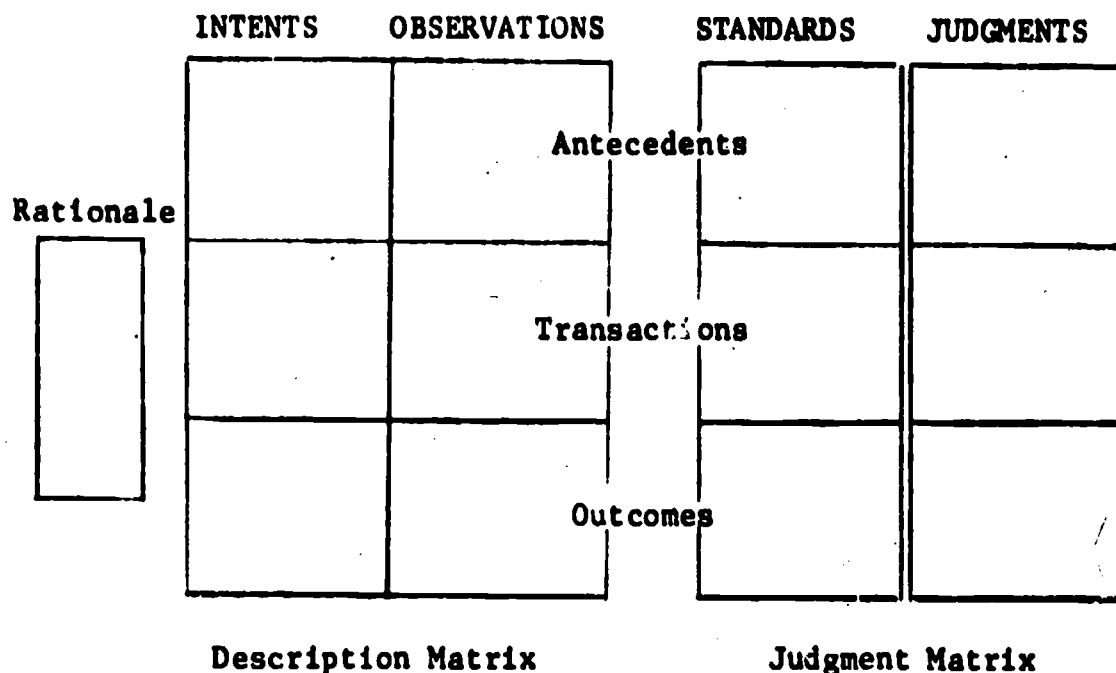 INTENTS OBSERVATIONS STANDARDS JUDGMENTS
Antecedents
Rationale
Transactions
Outcomes
Description Matrix Judgment Matrix